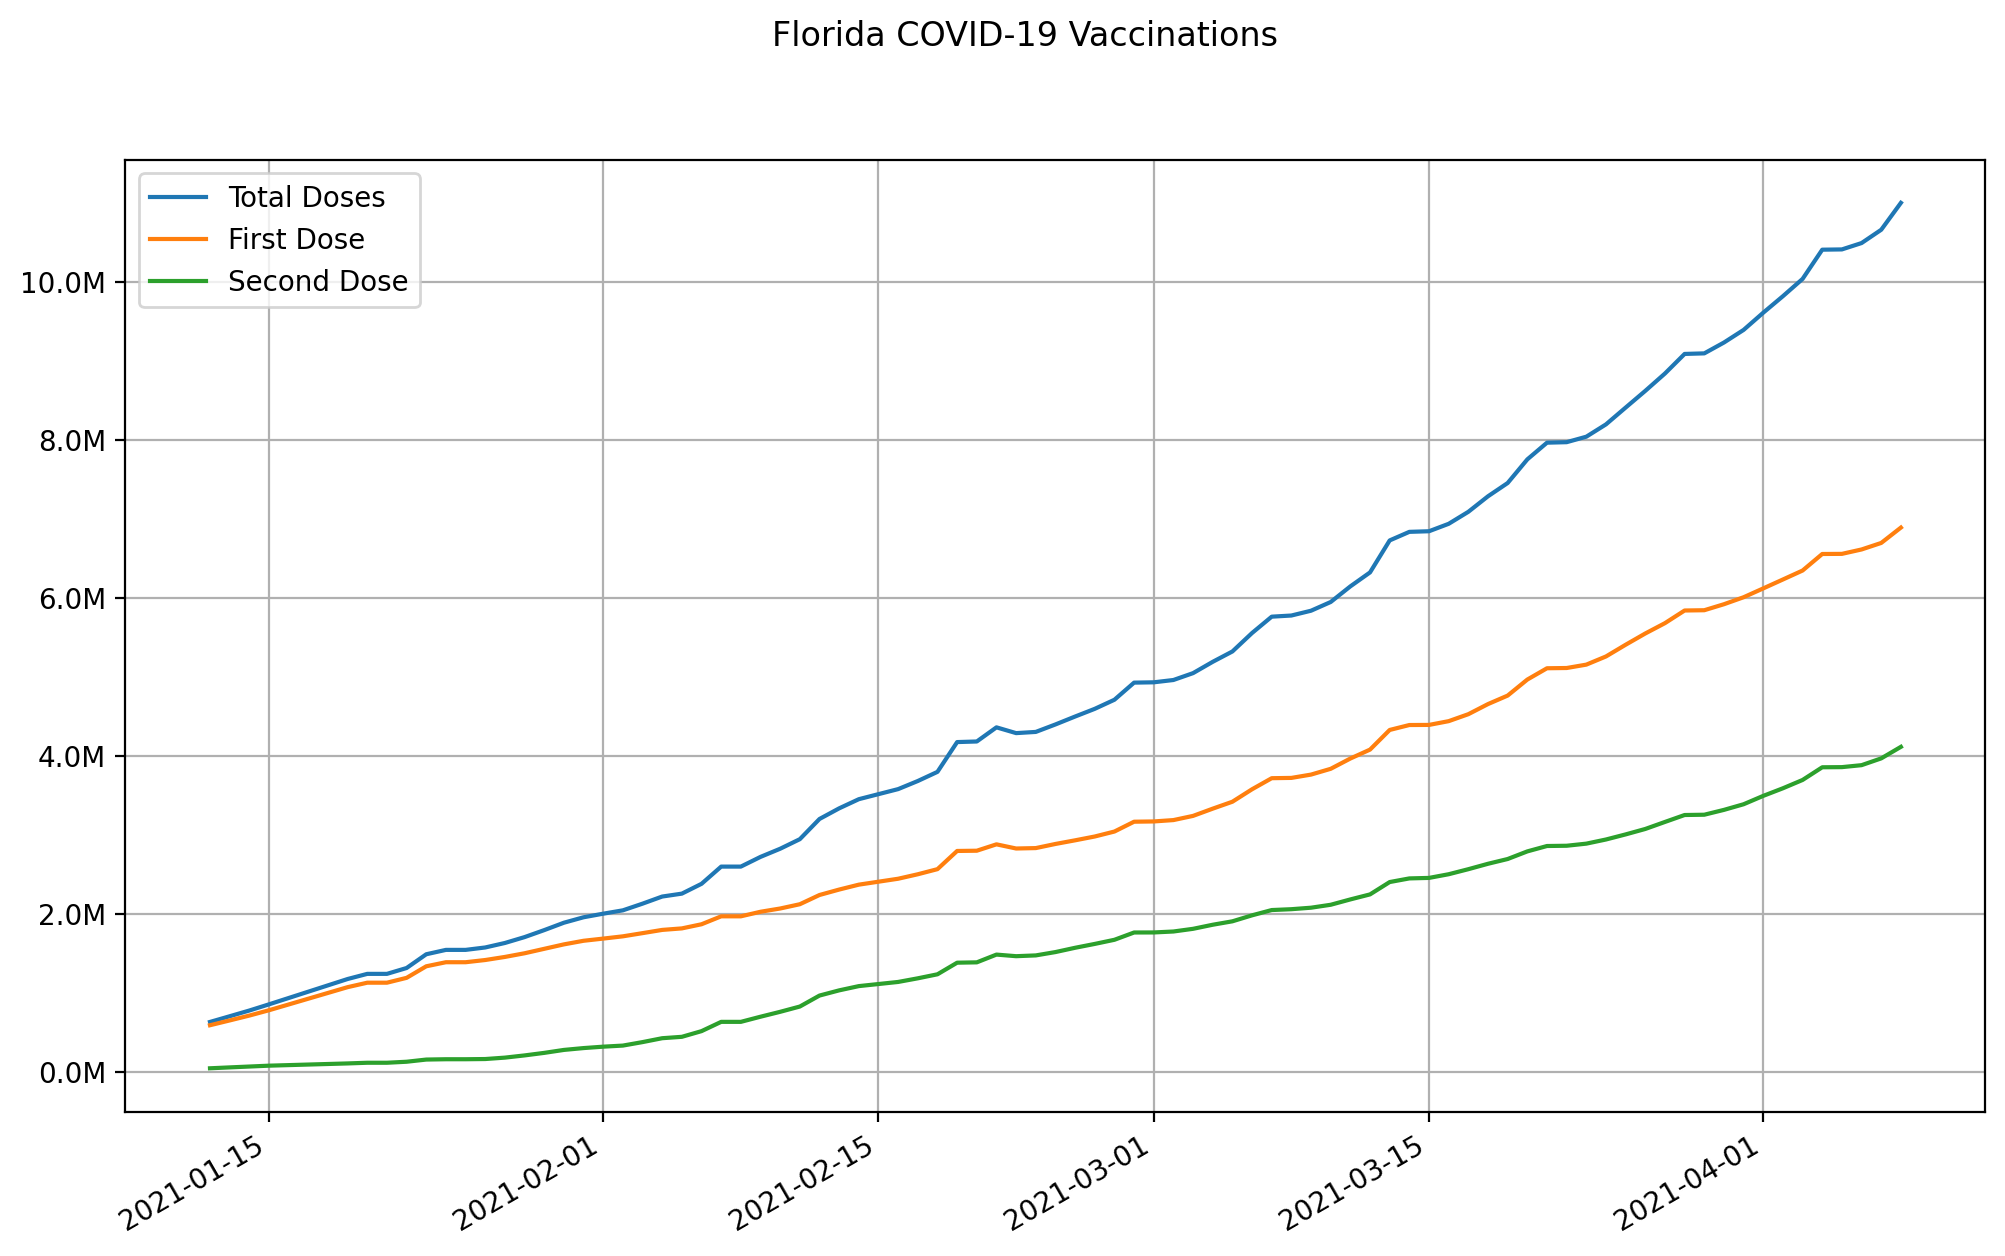 Florida COVID-19 Vaccinations
Total Doses
First Dose
Second Dose
10.0M
8.0M
6.0M
4.0M
2.0M
0.0M
2021-01-15
2021-02-01
2021-02-15
2021-03-01
2021-03-15
2021-04-01